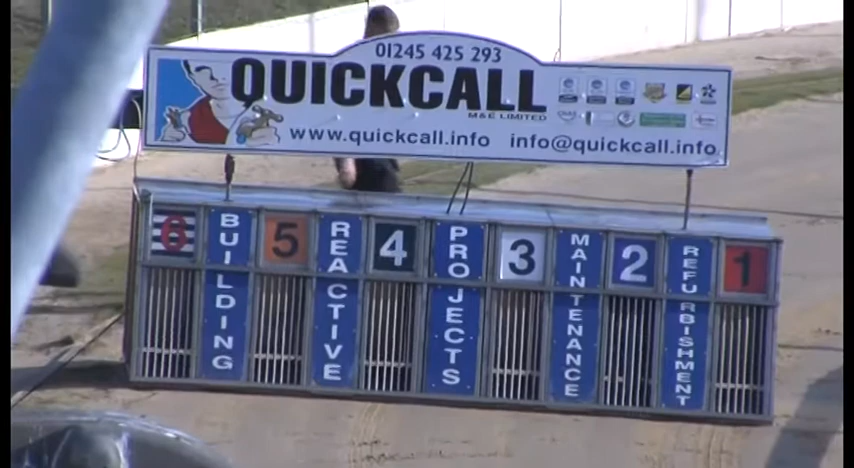 01245 425 293
QUICKCALL
M&E LIMITED
www.quickcall.info info@quickcall.info
6 BUILDING 5 REACTIVE 4 PROJECTS 3 MAINTENANCE 2 REFURBISHMENT 1